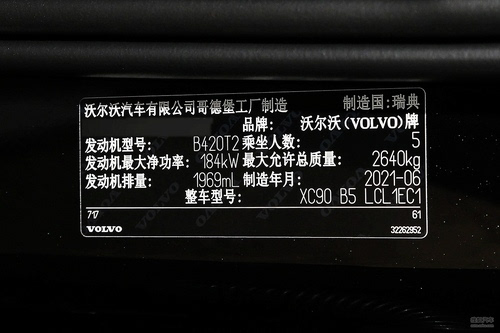 沃尔沃汽车有限公司哥德堡工厂制造 制造国:瑞典
品牌: 沃尔沃(VOLVO)牌
发动机型号: B420T2 乘坐人数: 5
发动机最大净功率: 184kW 最大允许总质量: 2640kg
发动机排量: 1969mL 制造年月: 2021-06
整车型号: XC90 B5 LCL1EC1
717 61
VOLVO 32262952